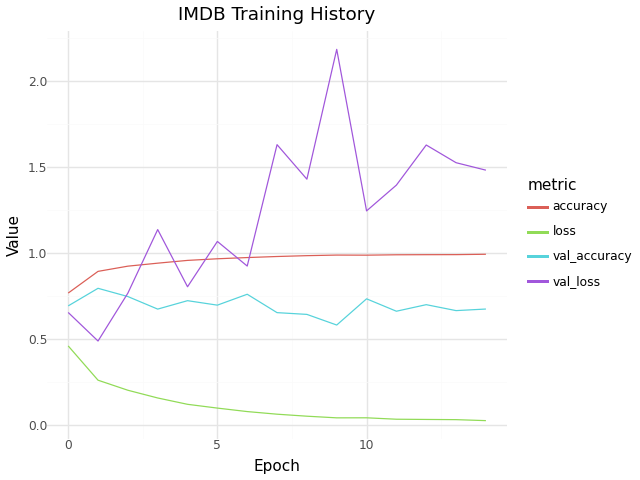 IMDB Training History
2.0
1.5
1.0
0.5
0.0
Value
0
5
10
Epoch
metric
accuracy
loss
val_accuracy
val_loss